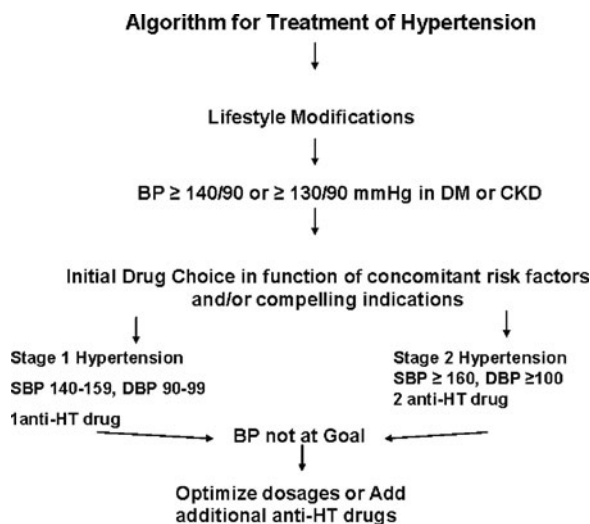 Algorithm for Treatment of Hypertension
Lifestyle Modifications
BP ≥ 140/90 or ≥ 130/90 mmHg in DM or CKD
Initial Drug Choice in function of concomitant risk factors
and/or compelling indications
Stage 1 Hypertension
SBP 140-159, DBP 90-99
1anti-HT drug
Stage 2 Hypertension
SBP ≥ 160, DBP ≥100
2 anti-HT drug
BP not at Goal
Optimize dosages or Add
additional anti-HT drugs